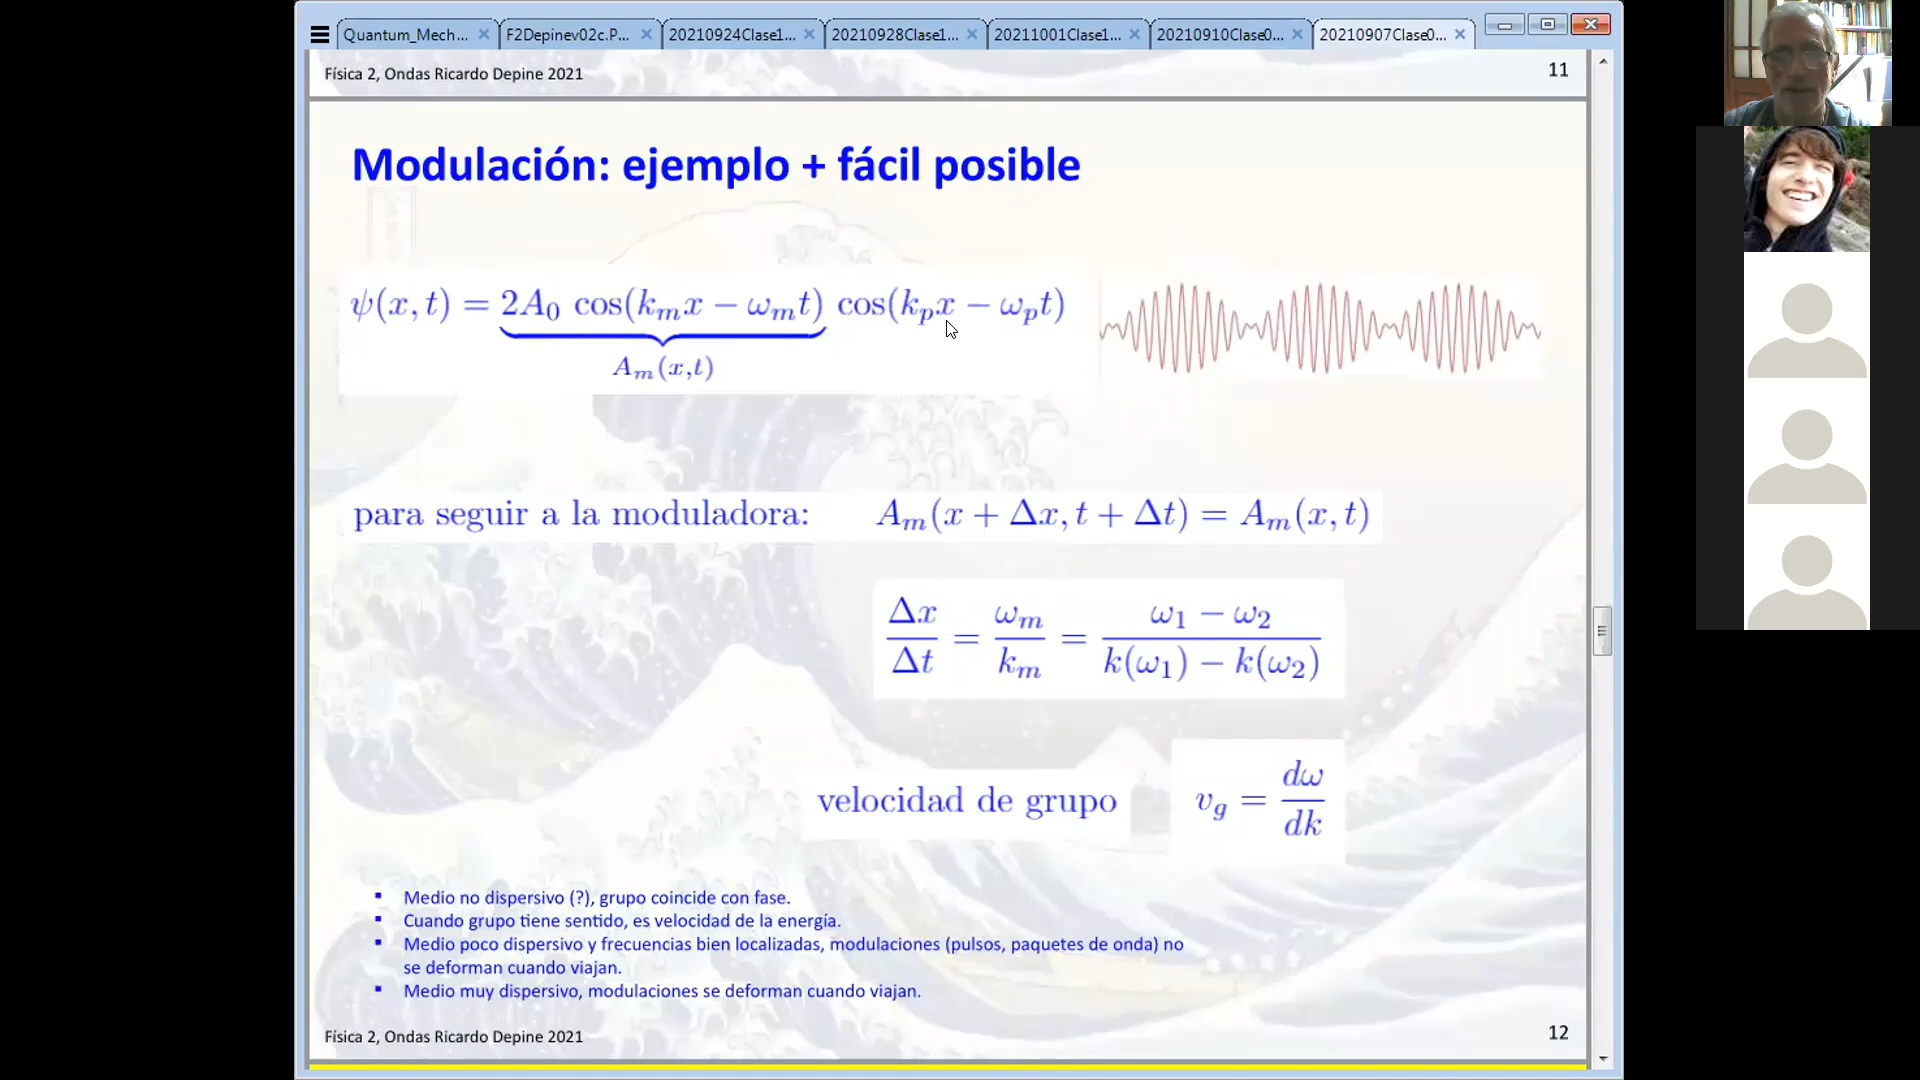 Quantum_Mech...
F2Depinev02c.P...
20210924Clase1...
20210928Clase1...
20211001Clase1...
20210910Clase0...
20210907Clase0...
Física 2, Ondas Ricardo Depine 2021
11
Modulación: ejemplo + fácil posible
ψ(x, t) = 2A₀ cos(kₘx − ωₘt) cos(kₚx − ωₚt)
Aₘ(x,t)
para seguir a la moduladora: Aₘ(x + Δx, t + Δt) = Aₘ(x, t)
Δx/Δt = ωₘ/kₘ = (ω₁ − ω₂)/(k(ω₁) − k(ω₂))
velocidad de grupo v_g = dω/dk
▪ Medio no dispersivo (?), grupo coincide con fase.
▪ Cuando grupo tiene sentido, es velocidad de la energía.
▪ Medio poco dispersivo y frecuencias bien localizadas, modulaciones (pulsos, paquetes de onda) no
se deforman cuando viajan.
▪ Medio muy dispersivo, modulaciones se deforman cuando viajan.
Física 2, Ondas Ricardo Depine 2021
12